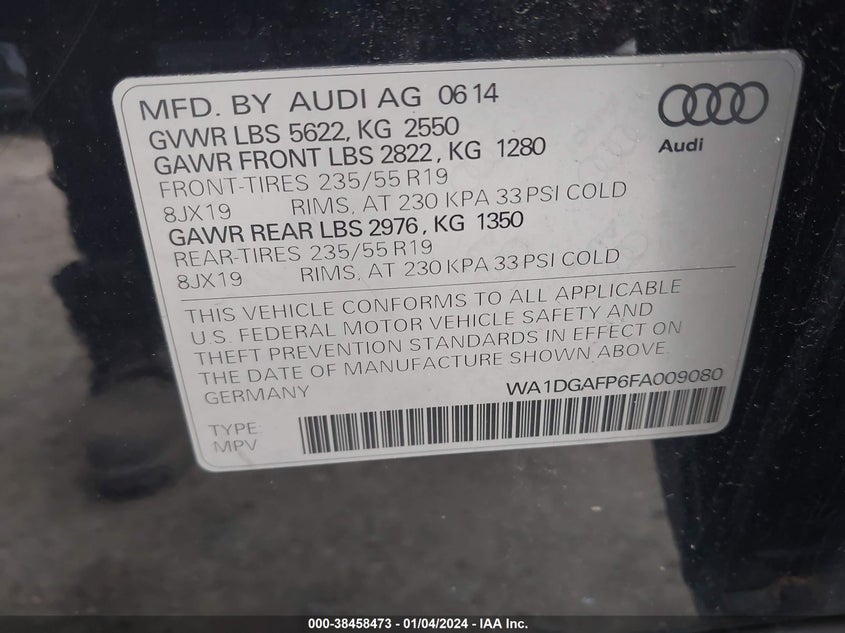 MFD. BY AUDI AG 0614
GVWR LBS 5622, KG 2550
GAWR FRONT LBS 2822, KG 1280
FRONT-TIRES 235/55 R19
8JX19 RIMS, AT 230 KPA 33 PSI COLD
GAWR REAR LBS 2976, KG 1350
REAR-TIRES 235/55 R19
8JX19 RIMS, AT 230 KPA 33 PSI COLD
Audi
THIS VEHICLE CONFORMS TO ALL APPLICABLE
U.S. FEDERAL MOTOR VEHICLE SAFETY AND
THEFT PREVENTION STANDARDS IN EFFECT ON
THE DATE OF MANUFACTURE SHOWN ABOVE.
GERMANY WA1DGAFP6FA009080
TYPE:
MPV
000-38458473 - 01/04/2024 - IAA Inc.